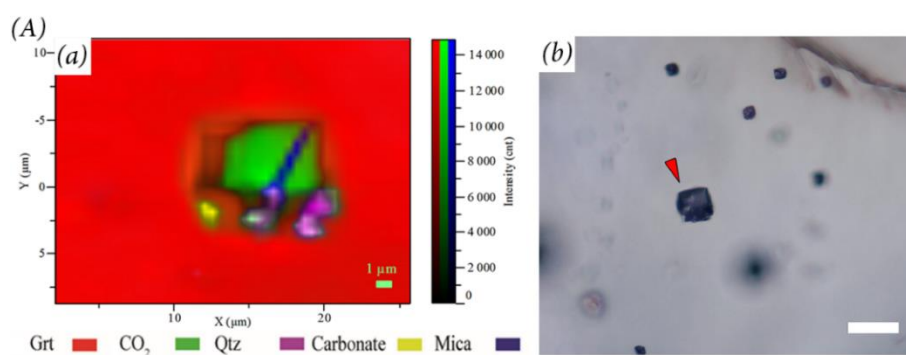 (A)
(a)
(b)
10
-5
0
5
Y (µm)
10
20
X (µm)
1 µm
14 000
12 000
10 000
8 000
6 000
4 000
2 000
0
Intensity (cnt)
Grt CO₂ Qtz Carbonate Mica